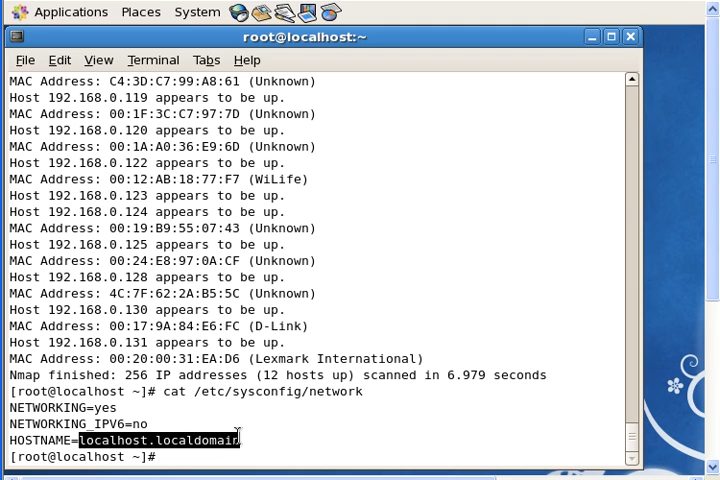 Applications Places System
root@localhost:~
File Edit View Terminal Tabs Help
MAC Address: C4:3D:C7:99:A8:61 (Unknown)
Host 192.168.0.119 appears to be up.
MAC Address: 00:1F:3C:C7:97:7D (Unknown)
Host 192.168.0.120 appears to be up.
MAC Address: 00:1A:A0:36:E9:6D (Unknown)
Host 192.168.0.122 appears to be up.
MAC Address: 00:12:AB:18:77:F7 (WiLife)
Host 192.168.0.123 appears to be up.
Host 192.168.0.124 appears to be up.
MAC Address: 00:19:B9:55:07:43 (Unknown)
Host 192.168.0.125 appears to be up.
MAC Address: 00:24:E8:97:0A:CF (Unknown)
Host 192.168.0.128 appears to be up.
MAC Address: 4C:7F:62:2A:B5:5C (Unknown)
Host 192.168.0.130 appears to be up.
MAC Address: 00:17:9A:84:E6:FC (D-Link)
Host 192.168.0.131 appears to be up.
MAC Address: 00:20:00:31:EA:D6 (Lexmark International)
Nmap finished: 256 IP addresses (12 hosts up) scanned in 6.979 seconds
[root@localhost ~]# cat /etc/sysconfig/network
NETWORKING=yes
NETWORKING_IPV6=no
HOSTNAME=localhost.localdomain
[root@localhost ~]#